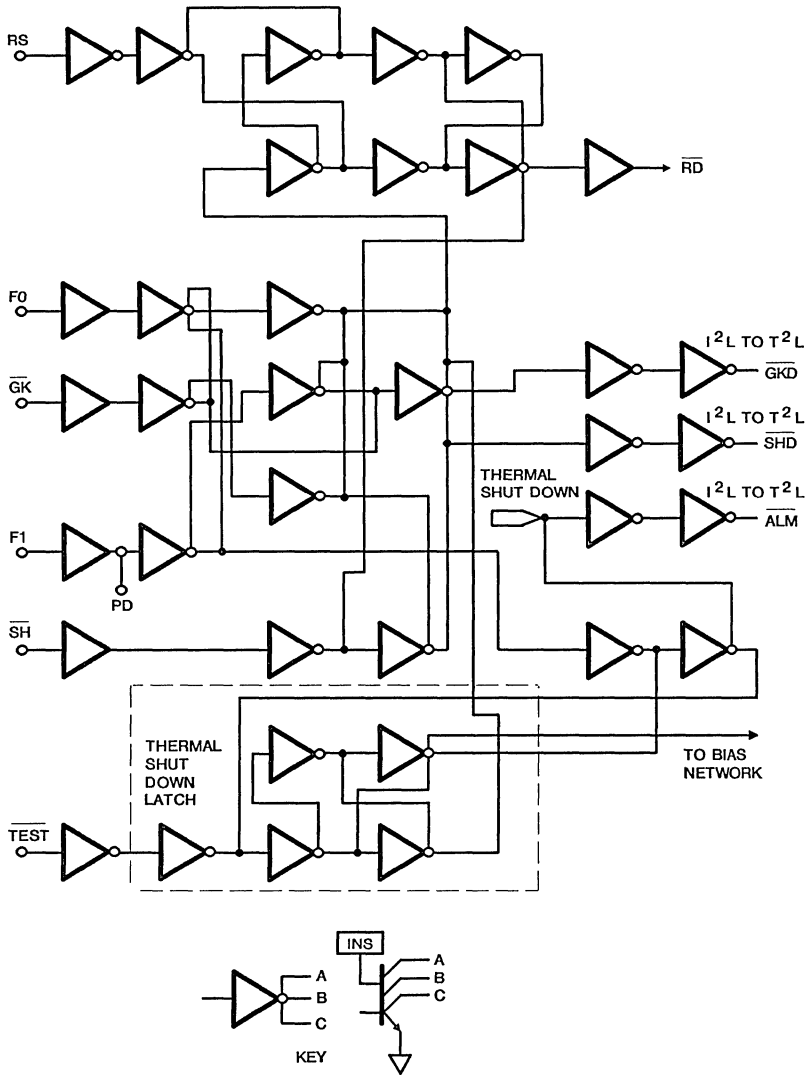 RS
RD
F0
I²L TO T²L
GK
GKD
I²L TO T²L
SHD
THERMAL
SHUT DOWN
I²L TO T²L
ALM
F1
PD
SH
THERMAL
SHUT
DOWN
LATCH
TO BIAS
NETWORK
TEST
INS
A
B
C
A
B
C
KEY